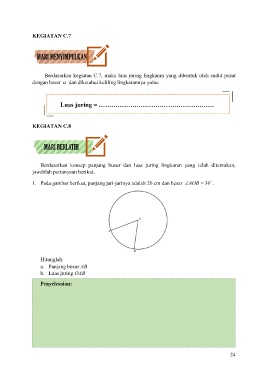 KEGIATAN C.7
MARI MENYIMPULKAN
Berdasarkan kegiatan C.7, maka luas juring lingkaran yang dibentuk oleh sudut pusat
dengan besar α dan diketahui keliling lingkarannya yaitu:
Luas juring = ................................................................
KEGIATAN C.8
MARI BERLATIH
Berdasarkan konsep panjang busur dan luas juring lingkaran yang telah ditemukan,
jawablah pertanyaan berikut.
1. Pada gambar berikut, panjang jari-jarinya adalah 20 cm dan besar ∠AOB = 36°.
Hitunglah:
a. Panjang busur AB
b. Luas juring OAB
Penyelesaian:
24